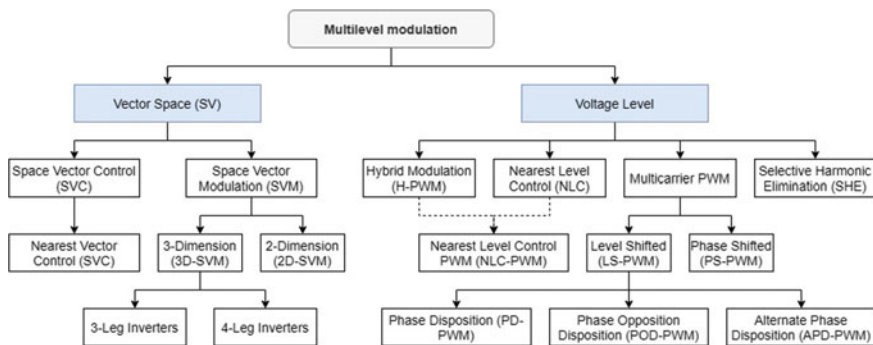 Multilevel modulation
Vector Space (SV)
Voltage Level
Space Vector Control
(SVC)
Space Vector
Modulation (SVM)
Hybrid Modulation
(H-PWM)
Nearest Level
Control (NLC)
Multicarrier PWM
Selective Harmonic
Elimination (SHE)
Nearest Vector
Control (SVC)
3-Dimension
(3D-SVM)
2-Dimension
(2D-SVM)
Nearest Level Control
PWM (NLC-PWM)
Level Shifted
(LS-PWM)
Phase Shifted
(PS-PWM)
3-Leg Inverters
4-Leg Inverters
Phase Disposition (PD-
PWM)
Phase Opposition
Disposition (POD-PWM)
Alternate Phase
Disposition (APD-PWM)